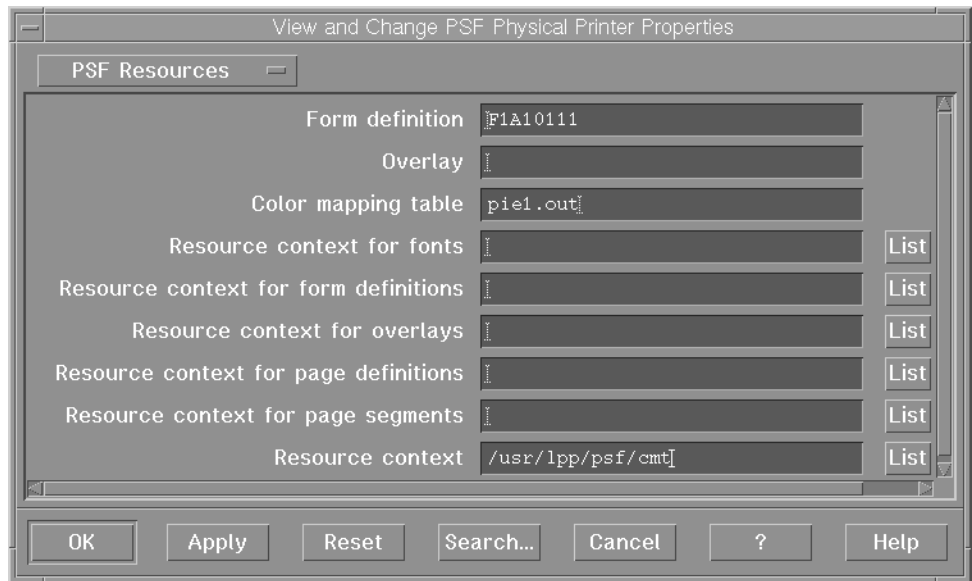 View and Change PSF Physical Printer Properties
PSF Resources
Form definition F1A10111
Overlay
Color mapping table pie1.out
Resource context for fonts List
Resource context for form definitions List
Resource context for overlays List
Resource context for page definitions List
Resource context for page segments List
Resource context /usr/lpp/psf/cmt List
OK Apply Reset Search... Cancel ? Help